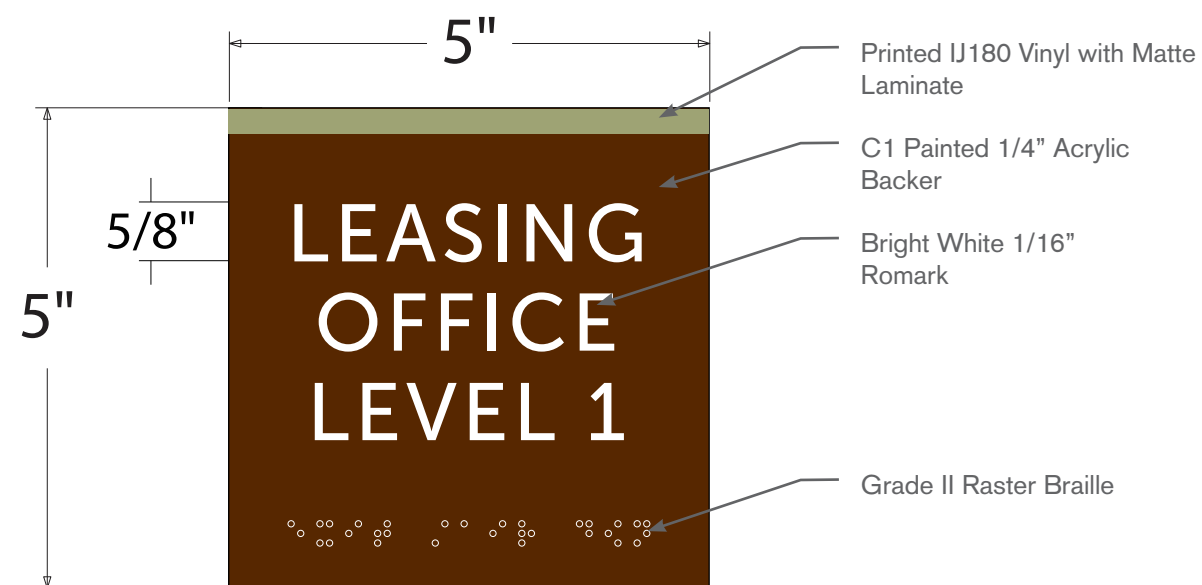 5"
Printed IJ180 Vinyl with Matte
Laminate
C1 Painted 1/4” Acrylic
Backer
5/8"
LEASING
Bright White 1/16”
Romark
5"
OFFICE
LEVEL 1
Grade II Raster Braille